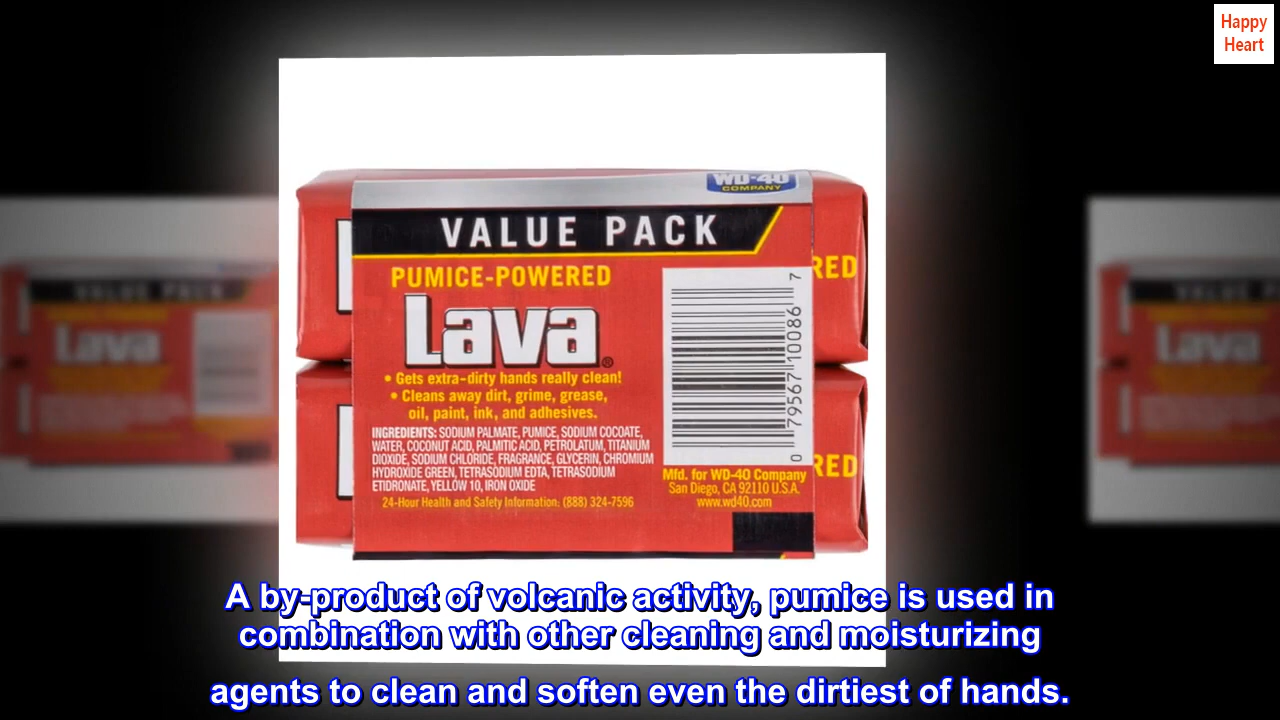 Happy
Heart
WD-40
COMPANY
VALUE PACK
PUMICE-POWERED
RED
Lava®
• Gets extra-dirty hands really clean!
• Cleans away dirt, grime, grease,
oil, paint, ink, and adhesives.
INGREDIENTS: SODIUM PALMATE, PUMICE, SODIUM COCOATE,
WATER, COCONUT ACID, PALMITIC ACID, PETROLATUM, TITANIUM
DIOXIDE, SODIUM CHLORIDE, FRAGRANCE, GLYCERIN, CHROMIUM
HYDROXIDE GREEN, TETRASODIUM EDTA, TETRASODIUM
ETIDRONATE, YELLOW 10, IRON OXIDE
24-Hour Health and Safety Information: (888) 324-7596
0 79567 10086 7
RED
Mfd. for WD-40 Company
San Diego, CA 92110 U.S.A.
www.wd40.com
VALUE PACK
Lava
VALUE P
Lava
A by-product of volcanic activity, pumice is used in
combination with other cleaning and moisturizing
agents to clean and soften even the dirtiest of hands.